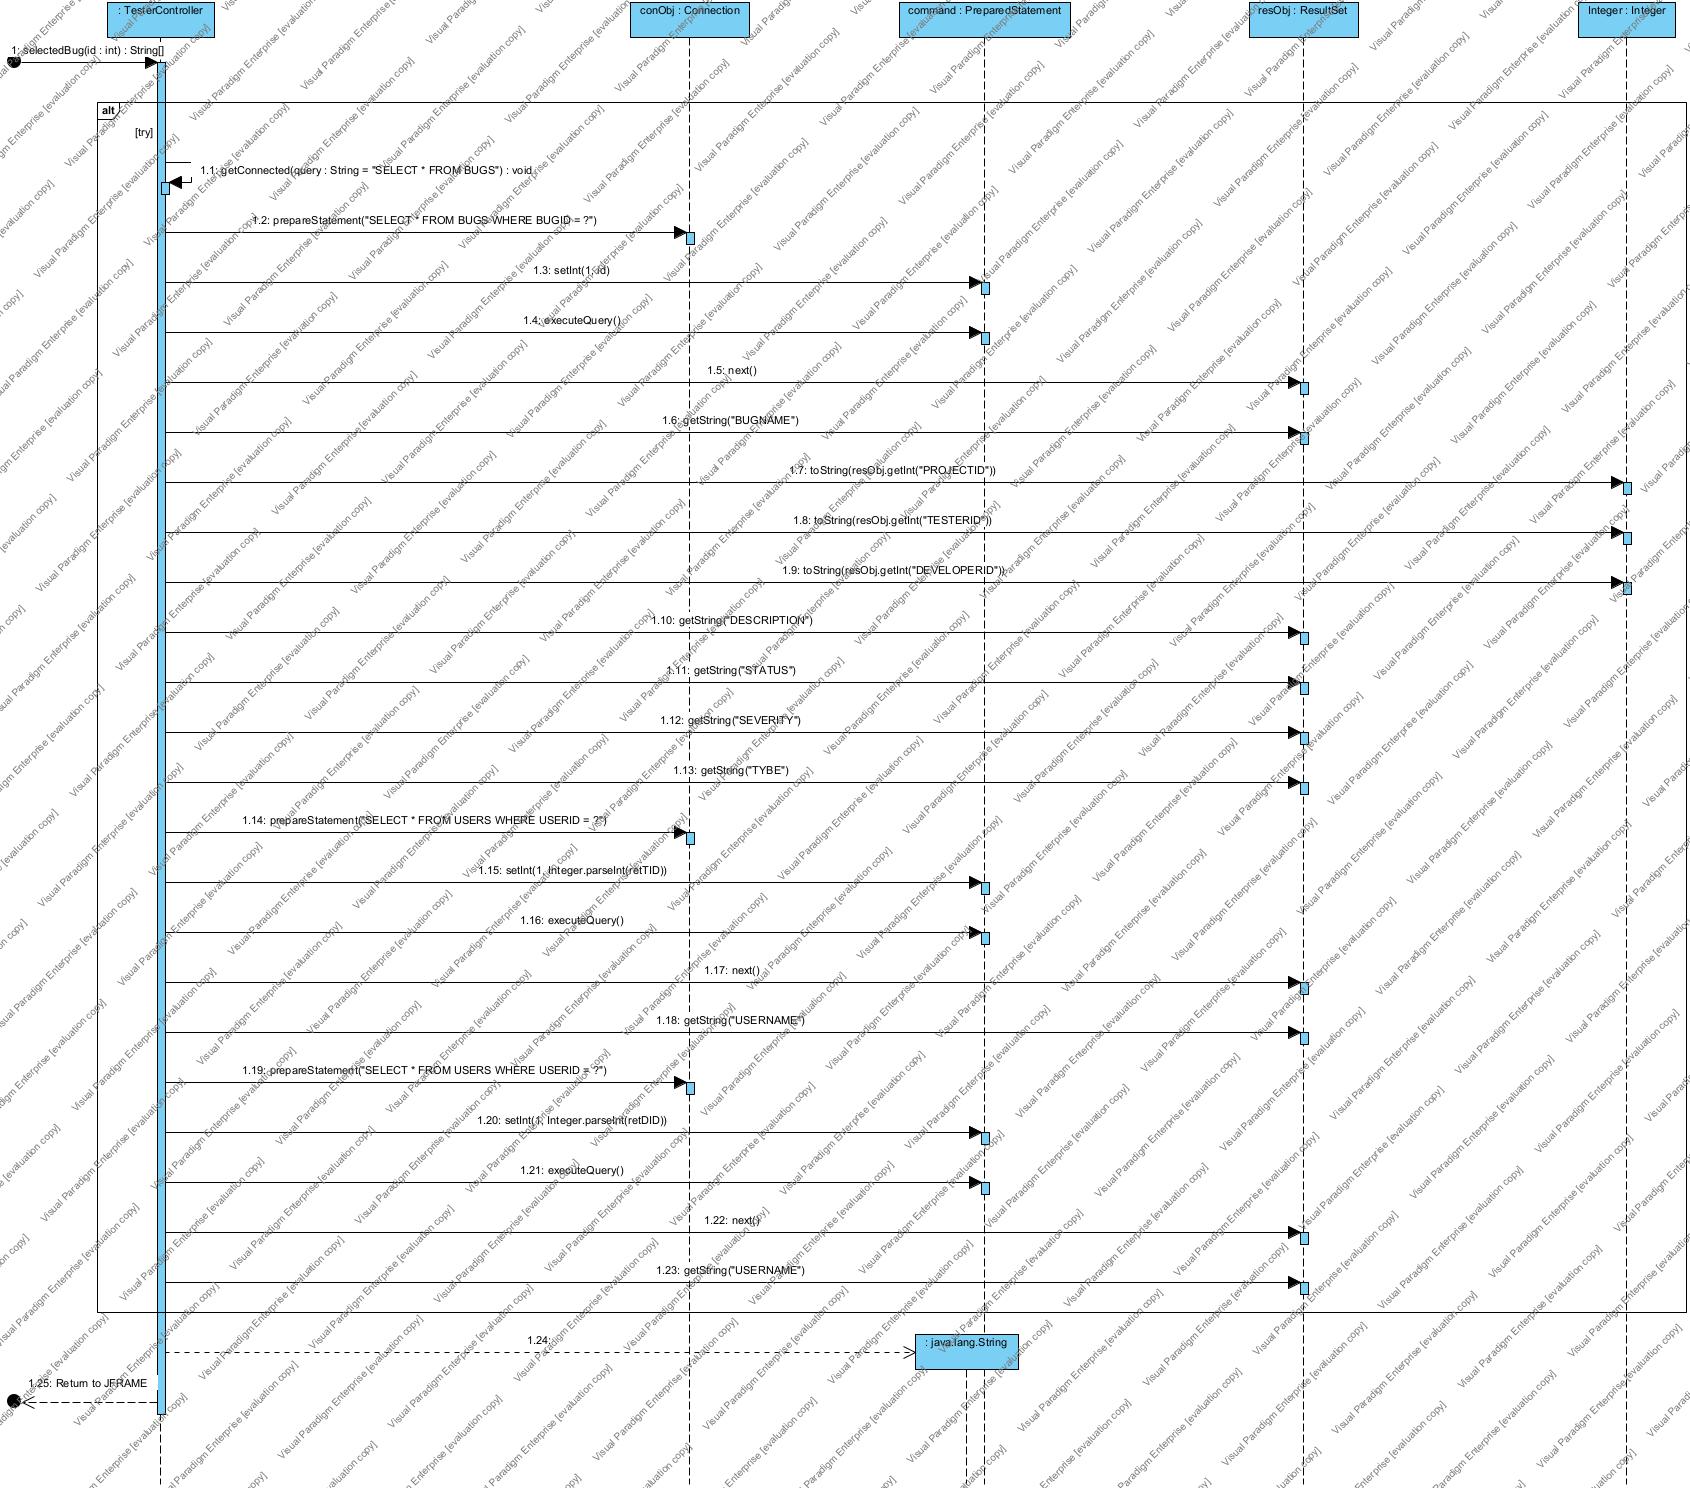 : TesterController
conObj : Connection
command : PreparedStatement
resObj : ResultSet
Integer : Integer
1: selectedBug(id : int) : String[]
alt
[try]
1.1: getConnected(query : String = "SELECT * FROM BUGS") : void
1.2: prepareStatement("SELECT * FROM BUGS WHERE BUGID = ?")
1.3: setInt(1, id)
1.4: executeQuery()
1.5: next()
1.6: getString("BUGNAME")
1.7: toString(resObj.getInt("PROJECTID"))
1.8: toString(resObj.getInt("TESTERID"))
1.9: toString(resObj.getInt("DEVELOPERID"))
1.10: getString("DESCRIPTION")
1.11: getString("STATUS")
1.12: getString("SEVERITY")
1.13: getString("TYBE")
1.14: prepareStatement("SELECT * FROM USERS WHERE USERID = ?")
1.15: setInt(1, Integer.parseInt(retTID))
1.16: executeQuery()
1.17: next()
1.18: getString("USERNAME")
1.19: prepareStatement("SELECT * FROM USERS WHERE USERID = ?")
1.20: setInt(1, Integer.parseInt(retDID))
1.21: executeQuery()
1.22: next()
1.23: getString("USERNAME")
1.24:
: java.lang.String
1.25: Return to JFRAME
Visual Paradigm Enterprise [evaluation copy]